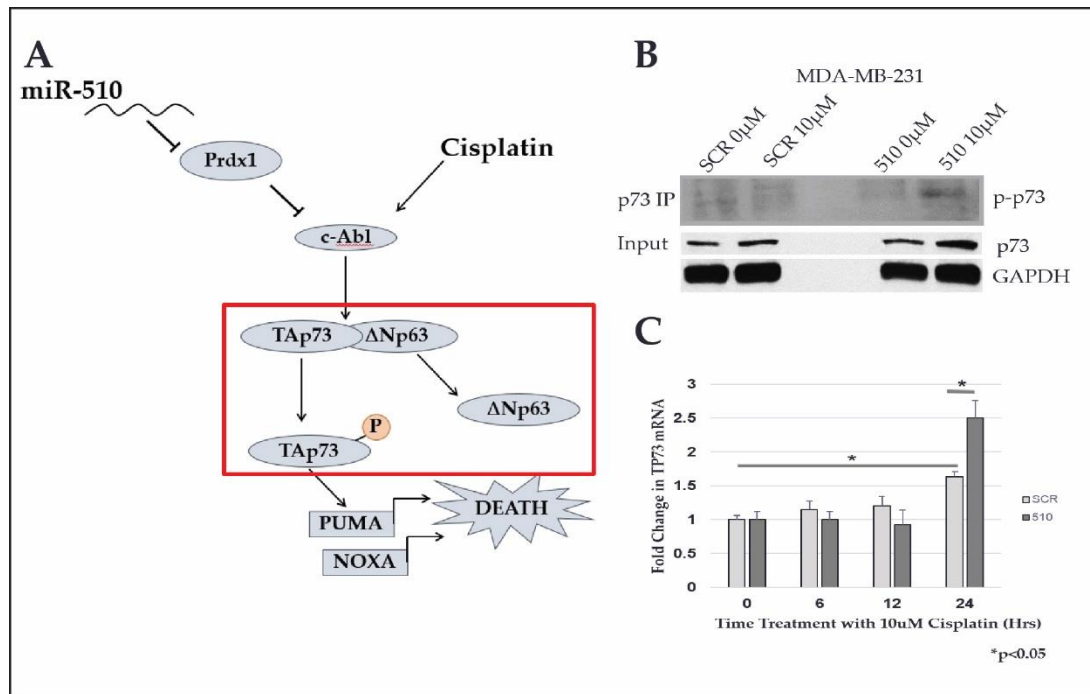 A
miR-510
Prdx1
Cisplatin
c-Abl
TAp73 ΔNp63
ΔNp63
P
TAp73
PUMA
DEATH
NOXA
B
MDA-MB-231
SCR 0μM SCR 10μM 510 0μM 510 10μM
p73 IP p-p73
Input p73
GAPDH
C
Fold Change in TP73 mRNA
3
2.5
2
1.5
1
0.5
0
*
*
SCR
510
0 6 12 24
Time Treatment with 10uM Cisplatin (Hrs)
*p<0.05